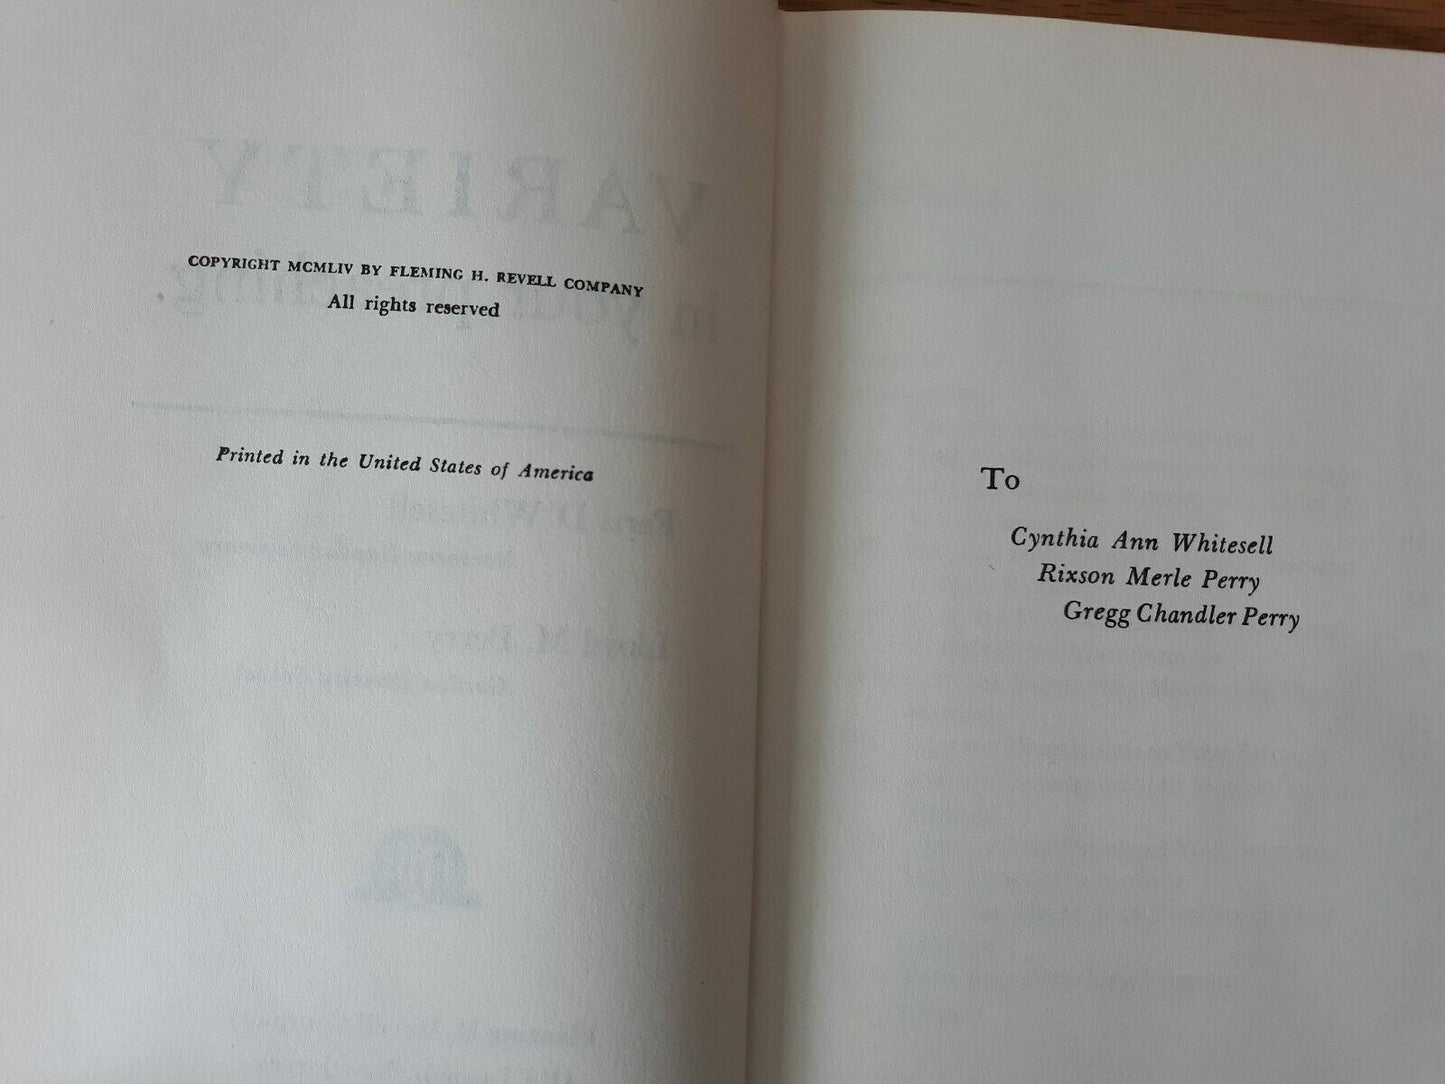 COPYRIGHT MCMLIV BY FLEMING H. REVELL COMPANY
All rights reserved
Printed in the United States of America
To
Cynthia Ann Whitesell
Rixson Merle Perry
Gregg Chandler Perry